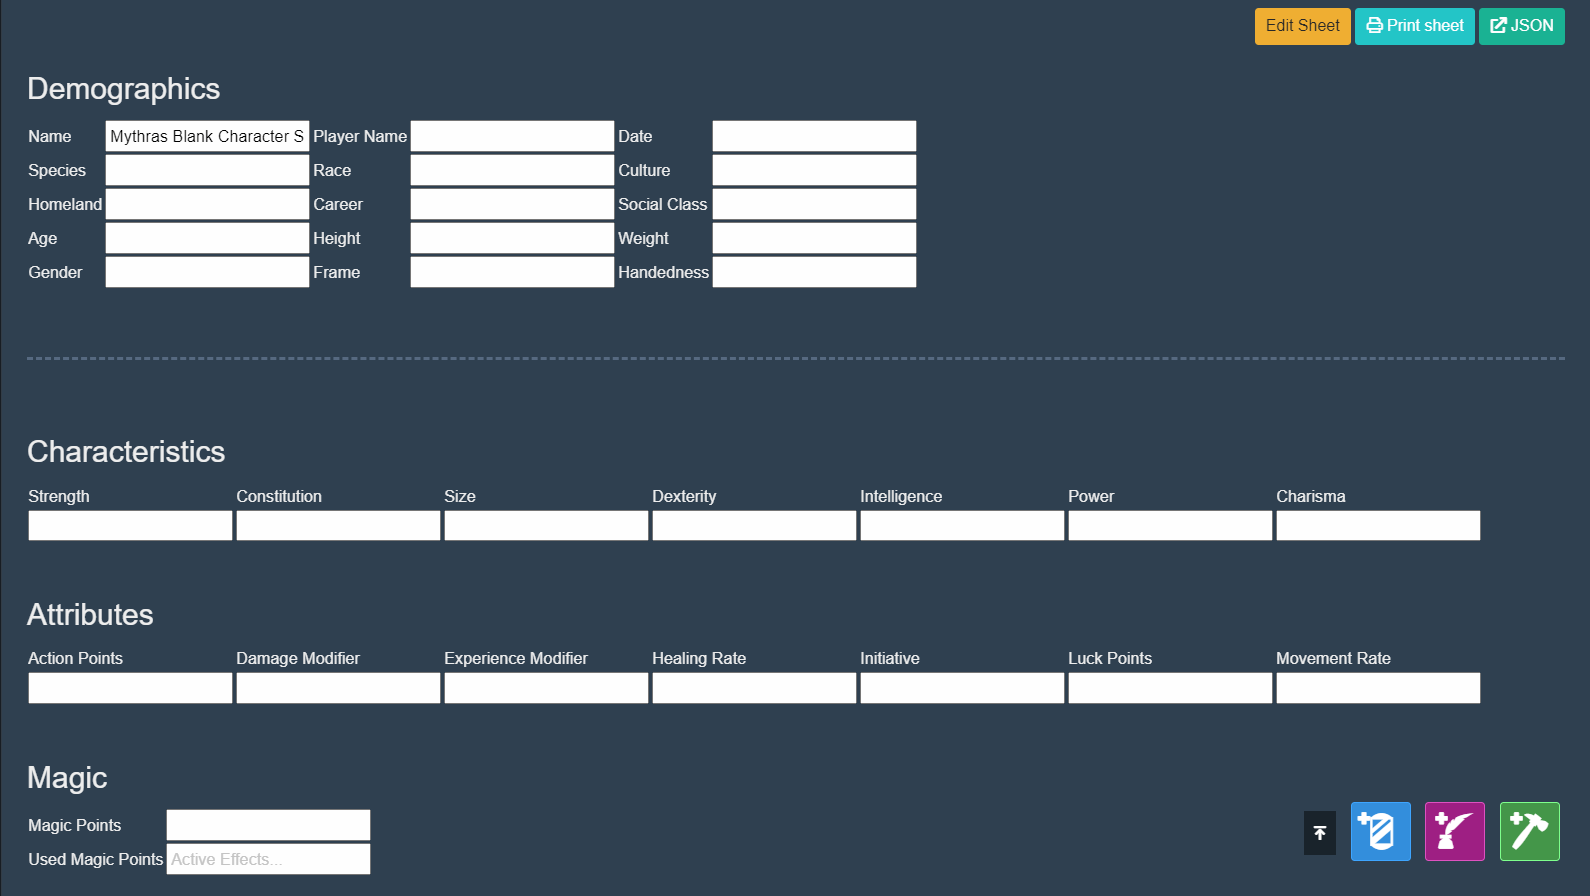 Edit Sheet Print sheet JSON
Demographics
Name Mythras Blank Character S Player Name Date
Species Race Culture
Homeland Career Social Class
Age Height Weight
Gender Frame Handedness
Characteristics
Strength Constitution Size Dexterity Intelligence Power Charisma
Attributes
Action Points Damage Modifier Experience Modifier Healing Rate Initiative Luck Points Movement Rate
Magic
Magic Points
Used Magic Points Active Effects...